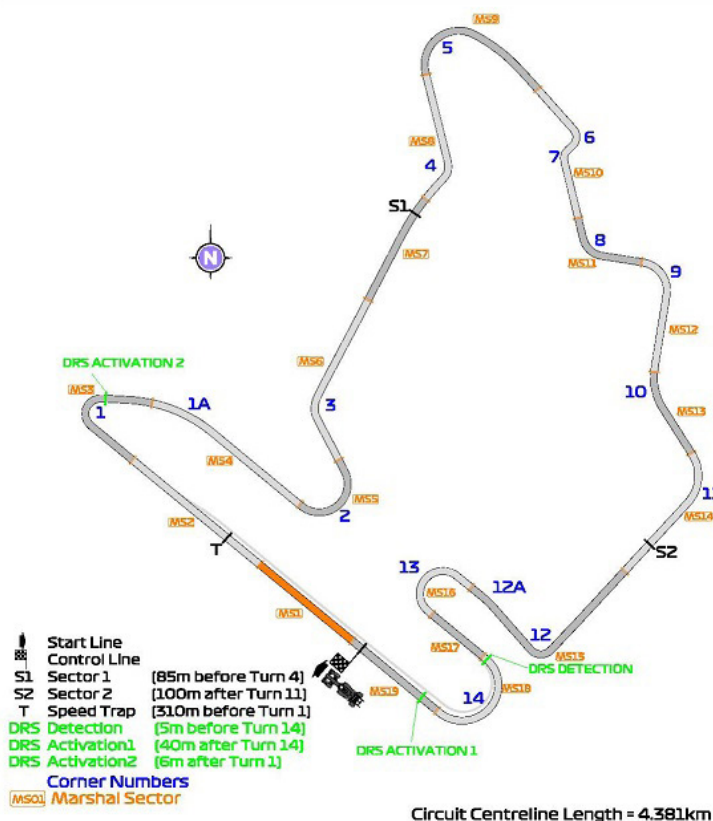 MS9
5
6
MS8
7
4
MS10
S1
8
MS7
MS11
9
N
MS12
DRS ACTIVATION 2
MS6
MS3
1A
10
1
3
MS13
MS4
MS5
MS2
2
MS14
T
S2
13
MS16
12A
MS1
12
MS17
MS15
DRS DETECTION
MS19
14
MS18
DRS ACTIVATION 1
Start Line
Control Line
S1 Sector 1 (85m before Turn 4)
S2 Sector 2 (100m after Turn 11)
T Speed Trap (310m before Turn 1)
DRS Detection (5m before Turn 14)
DRS Activation1 (40m after Turn 14)
DRS Activation2 (6m after Turn 1)
Corner Numbers
MS01 Marshal Sector
Circuit Centreline Length = 4.381km